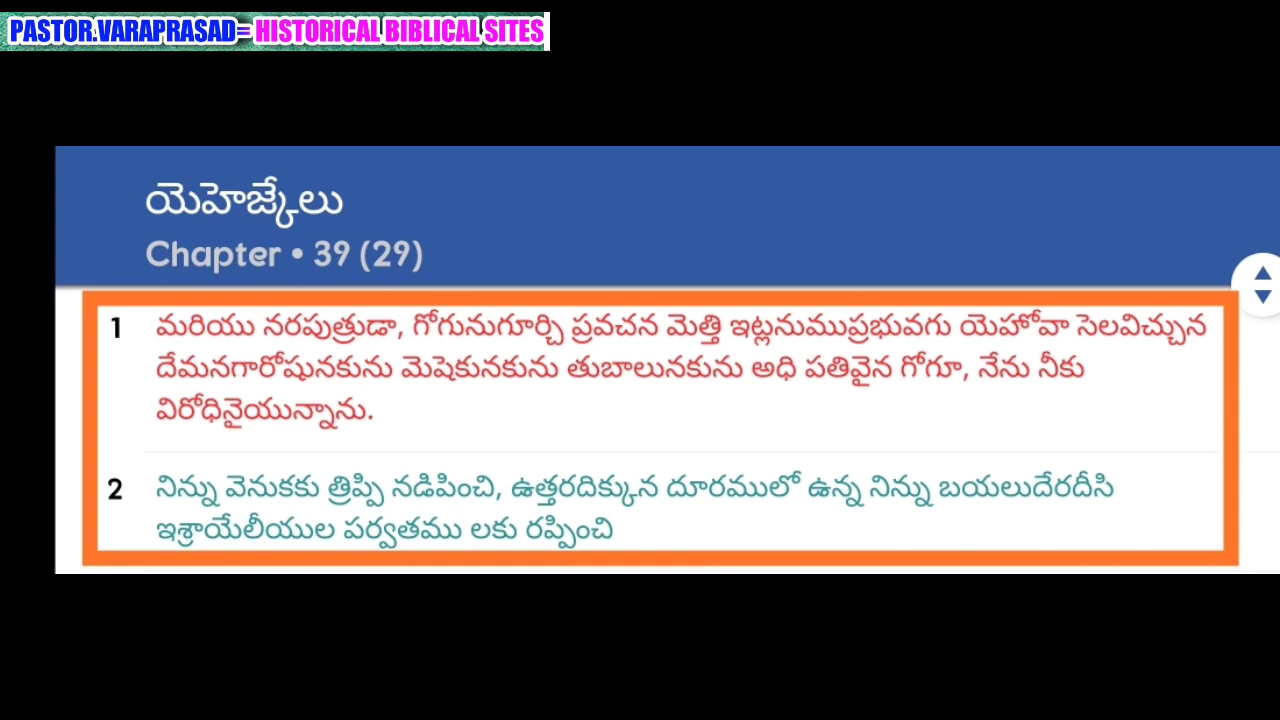 PASTOR.VARAPRASAD= HISTORICAL BIBLICAL SITES
యెహెజ్కేలు
Chapter • 39 (29)
1 మరియు నరపుత్రుడా, గోగునుగూర్చి ప్రవచన మెత్తి ఇట్లనుముప్రభువగు యెహోవా సెలవిచ్చున
దేమనగారోషునకును మెషెకునకును తుబాలునకును అధి పతివైన గోగూ, నేను నీకు
విరోధినైయున్నాను.
2 నిన్ను వెనుకకు త్రిప్పి నడిపించి, ఉత్తరదిక్కున దూరములో ఉన్న నిన్ను బయలుదేరదీసి
ఇశ్రాయేలీయుల పర్వతము లకు రప్పించి